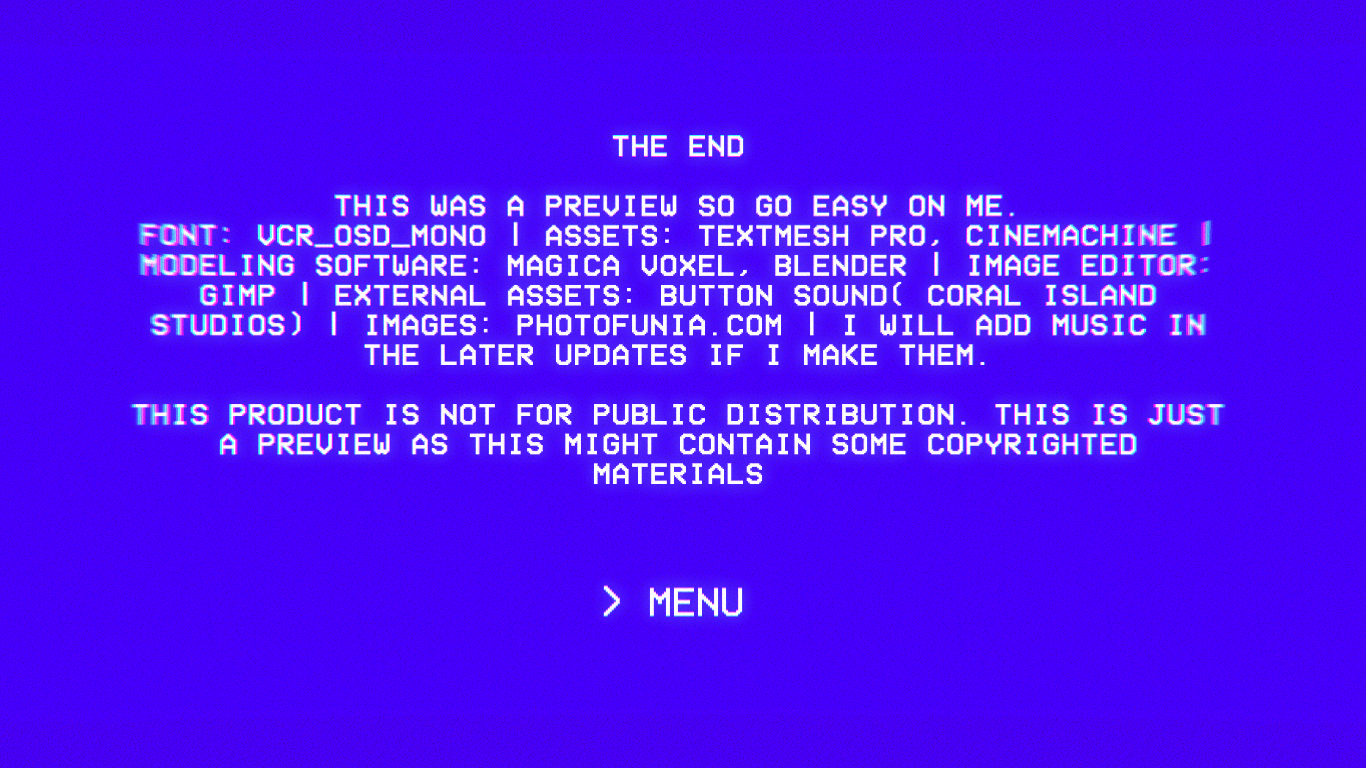 THE END
THIS WAS A PREVIEW SO GO EASY ON ME.
FONT: VCR_OSD_MONO | ASSETS: TEXTMESH PRO, CINEMACHINE |
MODELING SOFTWARE: MAGICA VOXEL, BLENDER | IMAGE EDITOR:
GIMP | EXTERNAL ASSETS: BUTTON SOUND( CORAL ISLAND
STUDIOS) | IMAGES: PHOTOFUNIA.COM | I WILL ADD MUSIC IN
THE LATER UPDATES IF I MAKE THEM.
THIS PRODUCT IS NOT FOR PUBLIC DISTRIBUTION. THIS IS JUST
A PREVIEW AS THIS MIGHT CONTAIN SOME COPYRIGHTED
MATERIALS
> MENU